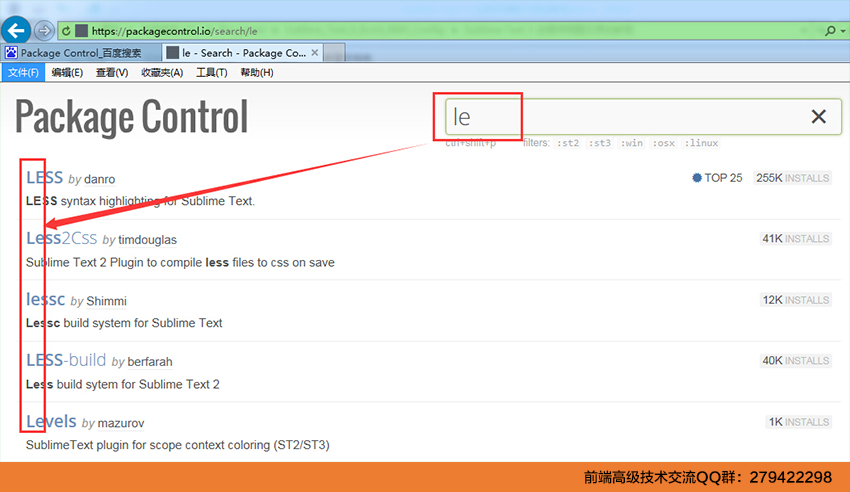 https://packagecontrol.io/search/le
Package Control_百度搜索
le - Search - Package Co...
文件(F) 编辑(E) 查看(V) 收藏夹(A) 工具(T) 帮助(H)
Package Control
le
ctrl+shift+p filters: :st2 :st3 :win :osx :linux
LESS by danro
TOP 25 255K INSTALLS
LESS syntax highlighting for Sublime Text.
Less2Css by timdouglas
41K INSTALLS
Sublime Text 2 Plugin to compile less files to css on save
lessc by Shimmi
12K INSTALLS
Lessc build system for Sublime Text
LESS-build by berfarah
40K INSTALLS
Less build sytem for Sublime Text 2
Levels by mazurov
1K INSTALLS
SublimeText plugin for scope context coloring (ST2/ST3)
前端高级技术交流QQ群：279422298